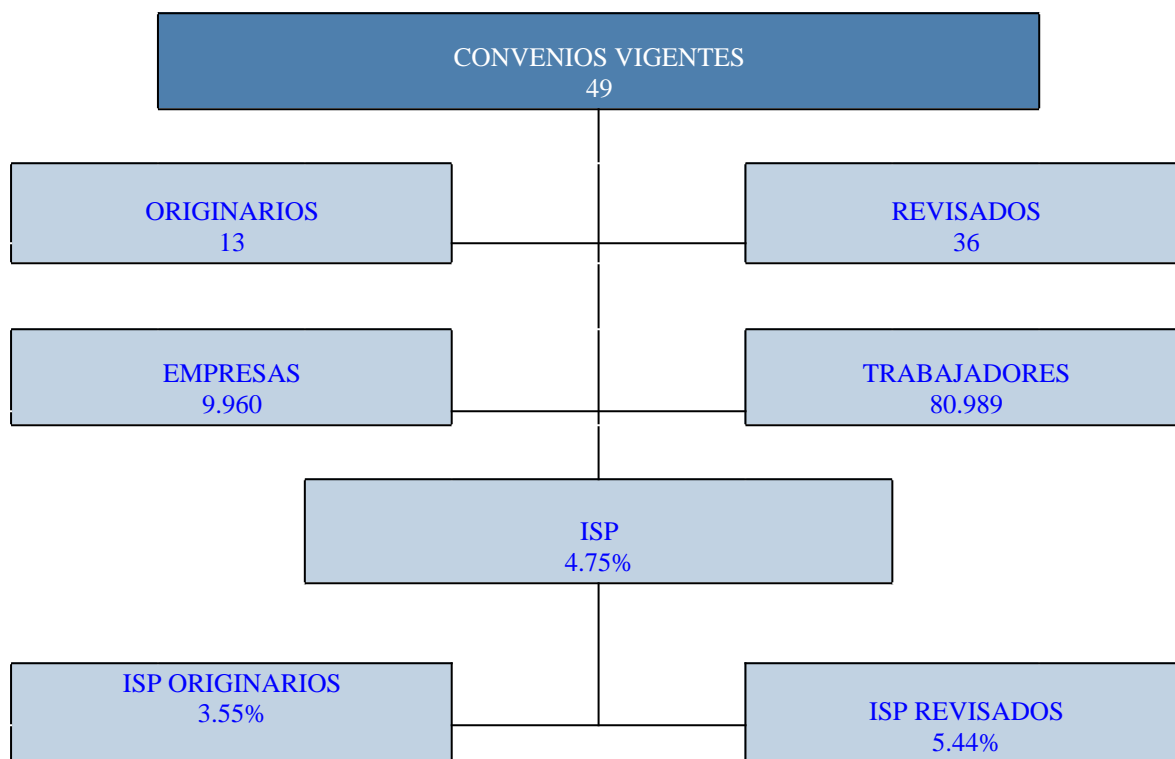 CONVENIOS VIGENTES
49
ORIGINARIOS
13
REVISADOS
36
EMPRESAS
9.960
TRABAJADORES
80.989
ISP
4.75%
ISP ORIGINARIOS
3.55%
ISP REVISADOS
5.44%